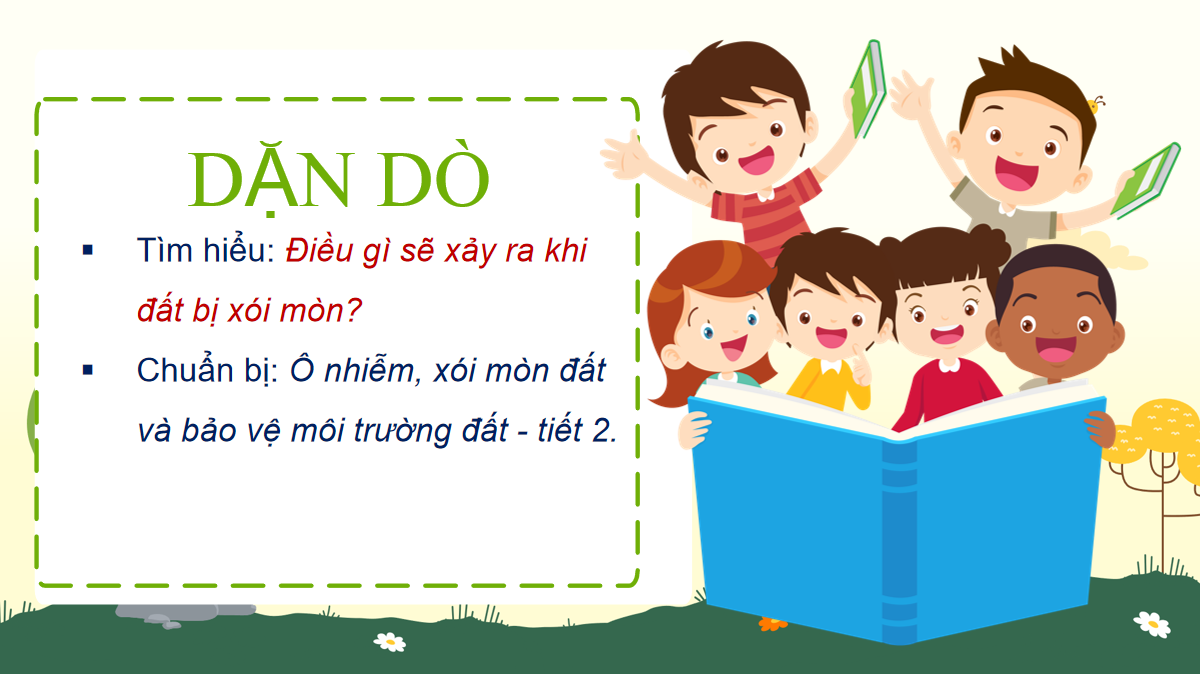 DẶN DÒ
▪ Tìm hiểu: Điều gì sẽ xảy ra khi
đất bị xói mòn?
▪ Chuẩn bị: Ô nhiễm, xói mòn đất
và bảo vệ môi trường đất - tiết 2.